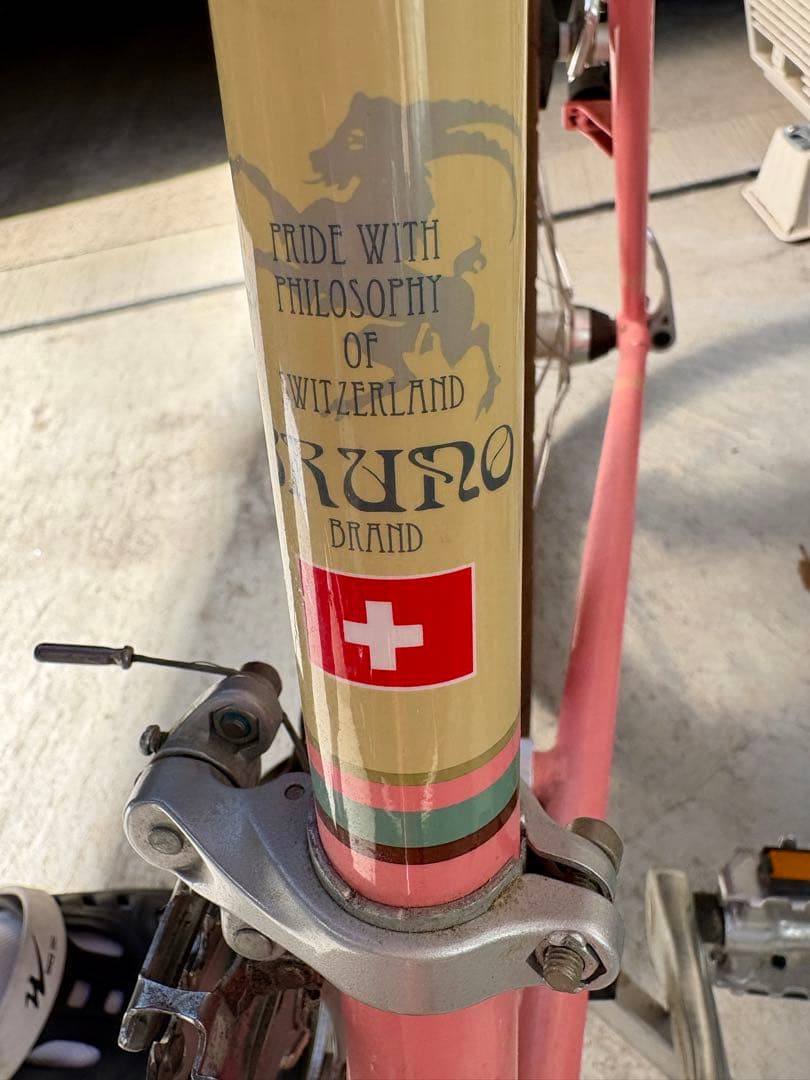 PRIDE WITH
PHILOSOPHY
OF
SWITZERLAND
BRUNO
BRAND